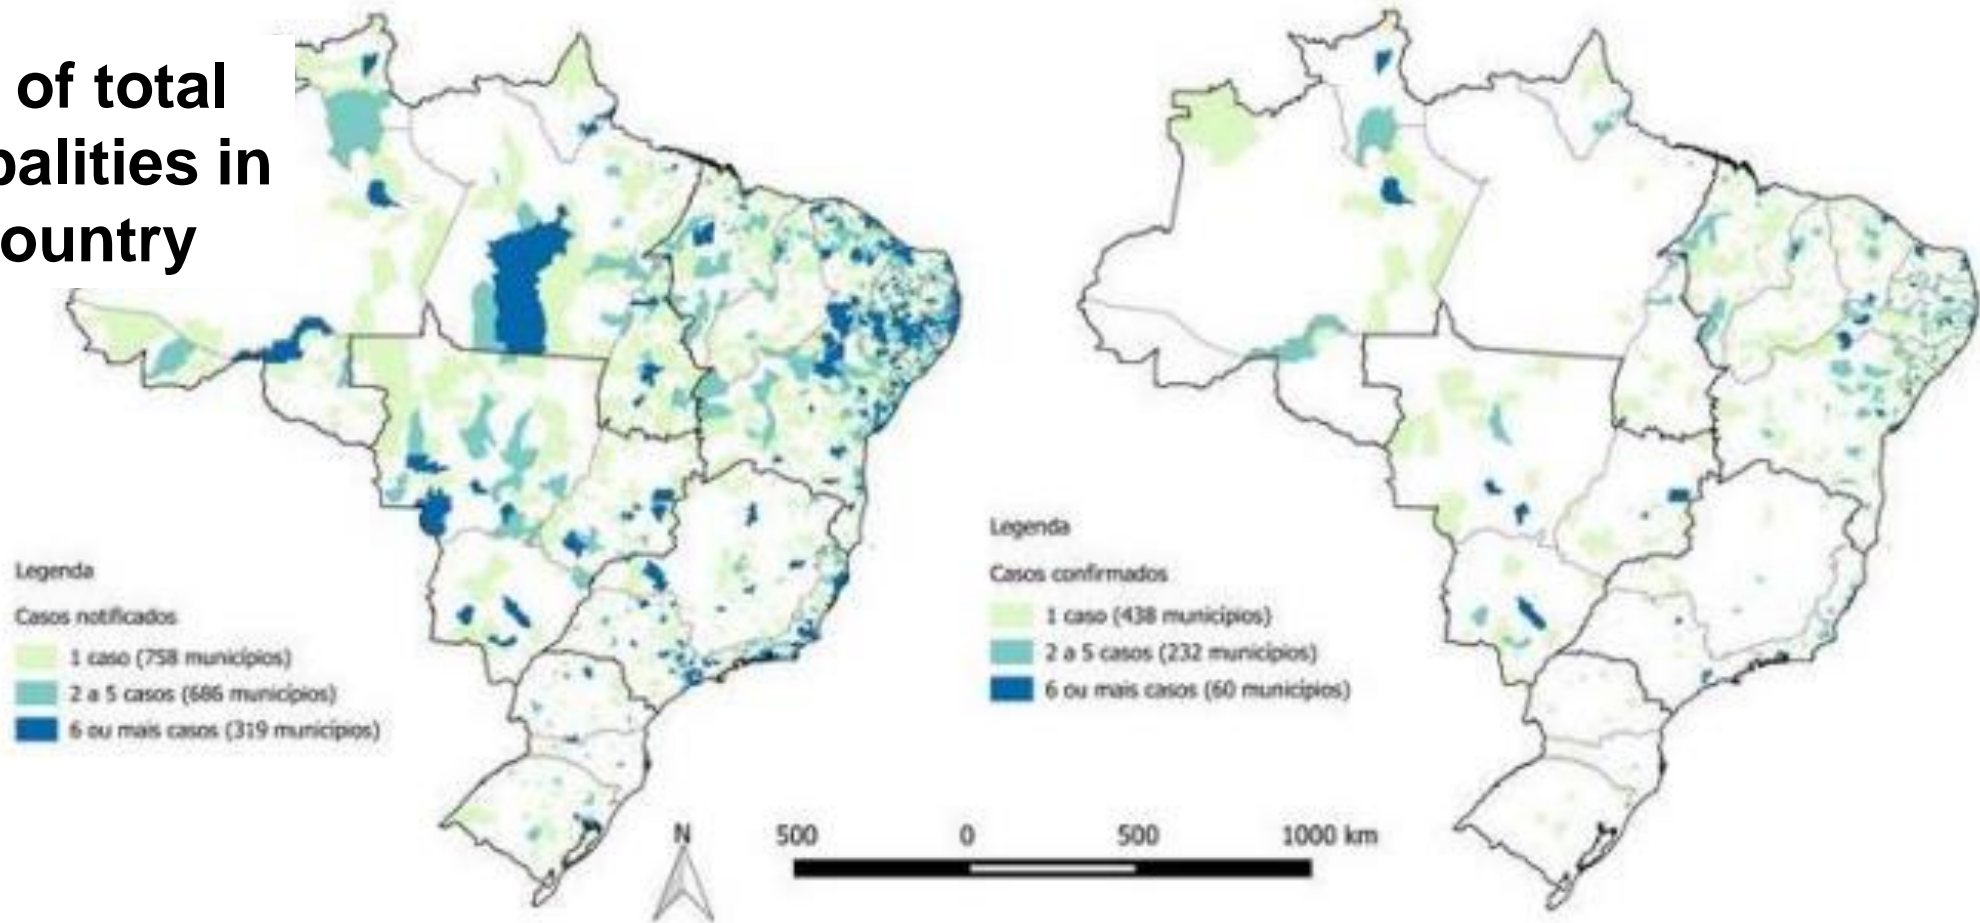 of total
palities in
ountry
Legenda
Casos notificados
1 caso (758 municípios)
2 a 5 casos (686 municípios)
6 ou mais casos (319 municípios)
Legenda
Casos confirmados
1 caso (438 municípios)
2 a 5 casos (232 municípios)
6 ou mais casos (60 municípios)
N
500 0 500 1000 km